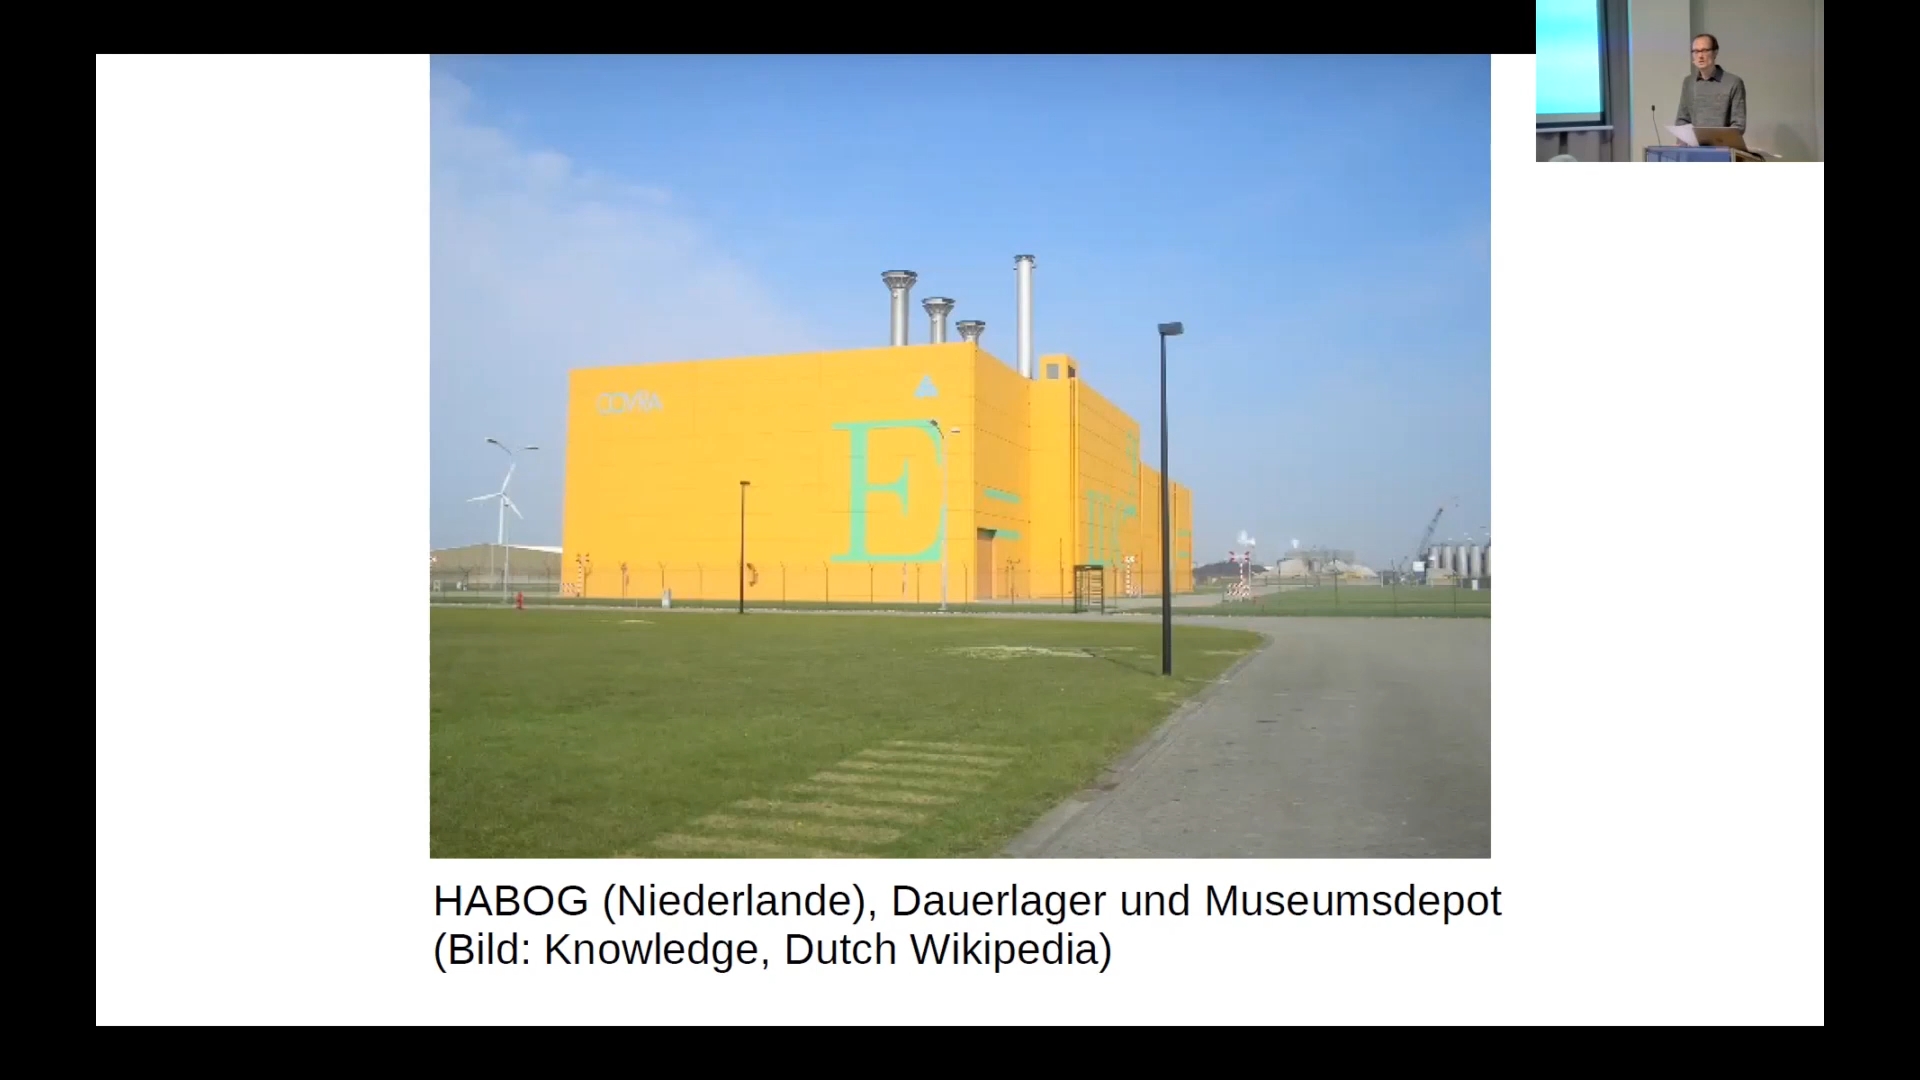 COVRA
E
HABOG (Niederlande), Dauerlager und Museumsdepot
(Bild: Knowledge, Dutch Wikipedia)